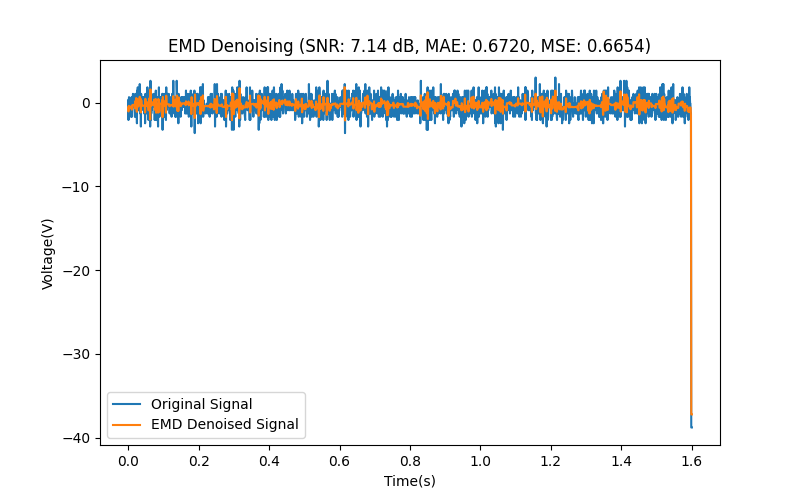 EMD Denoising (SNR: 7.14 dB, MAE: 0.6720, MSE: 0.6654)
0
−10
−20
−30
−40
Voltage(V)
Original Signal
EMD Denoised Signal
0.0 0.2 0.4 0.6 0.8 1.0 1.2 1.4 1.6
Time(s)